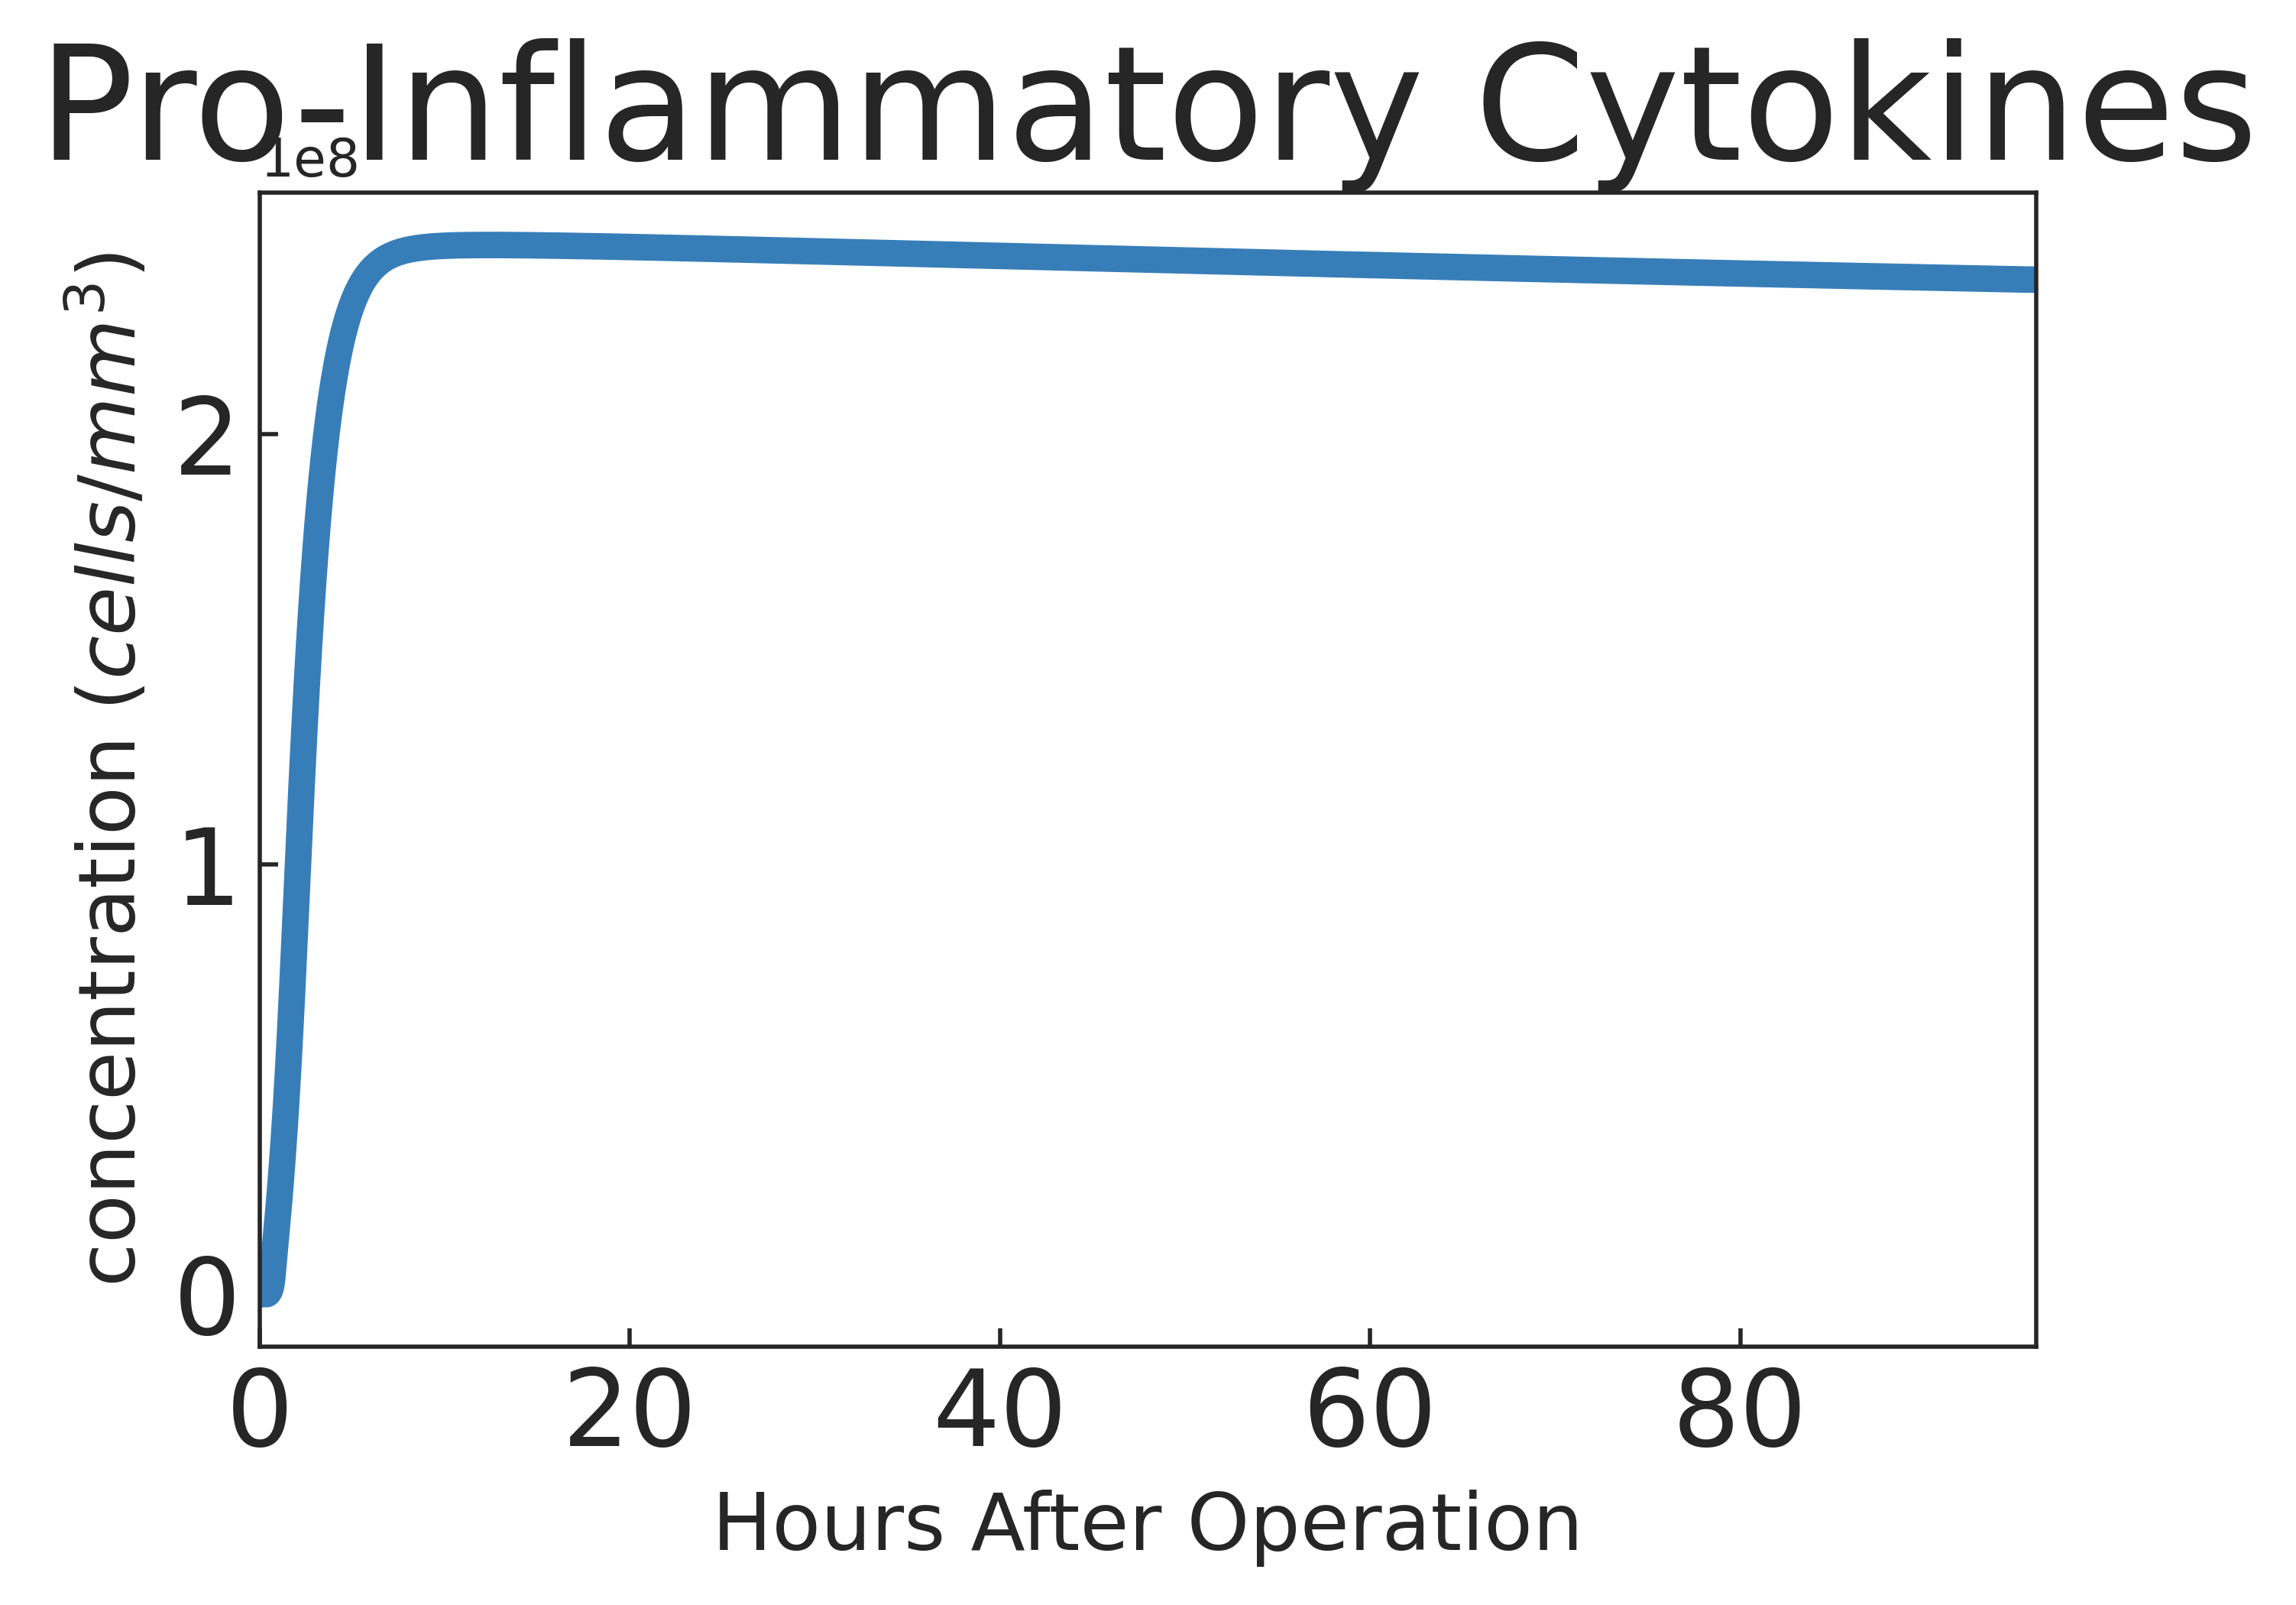 Pro-Inflammatory Cytokines
1e8
concentration (cells/mm³)
2
1
0
0 20 40 60 80
Hours After Operation